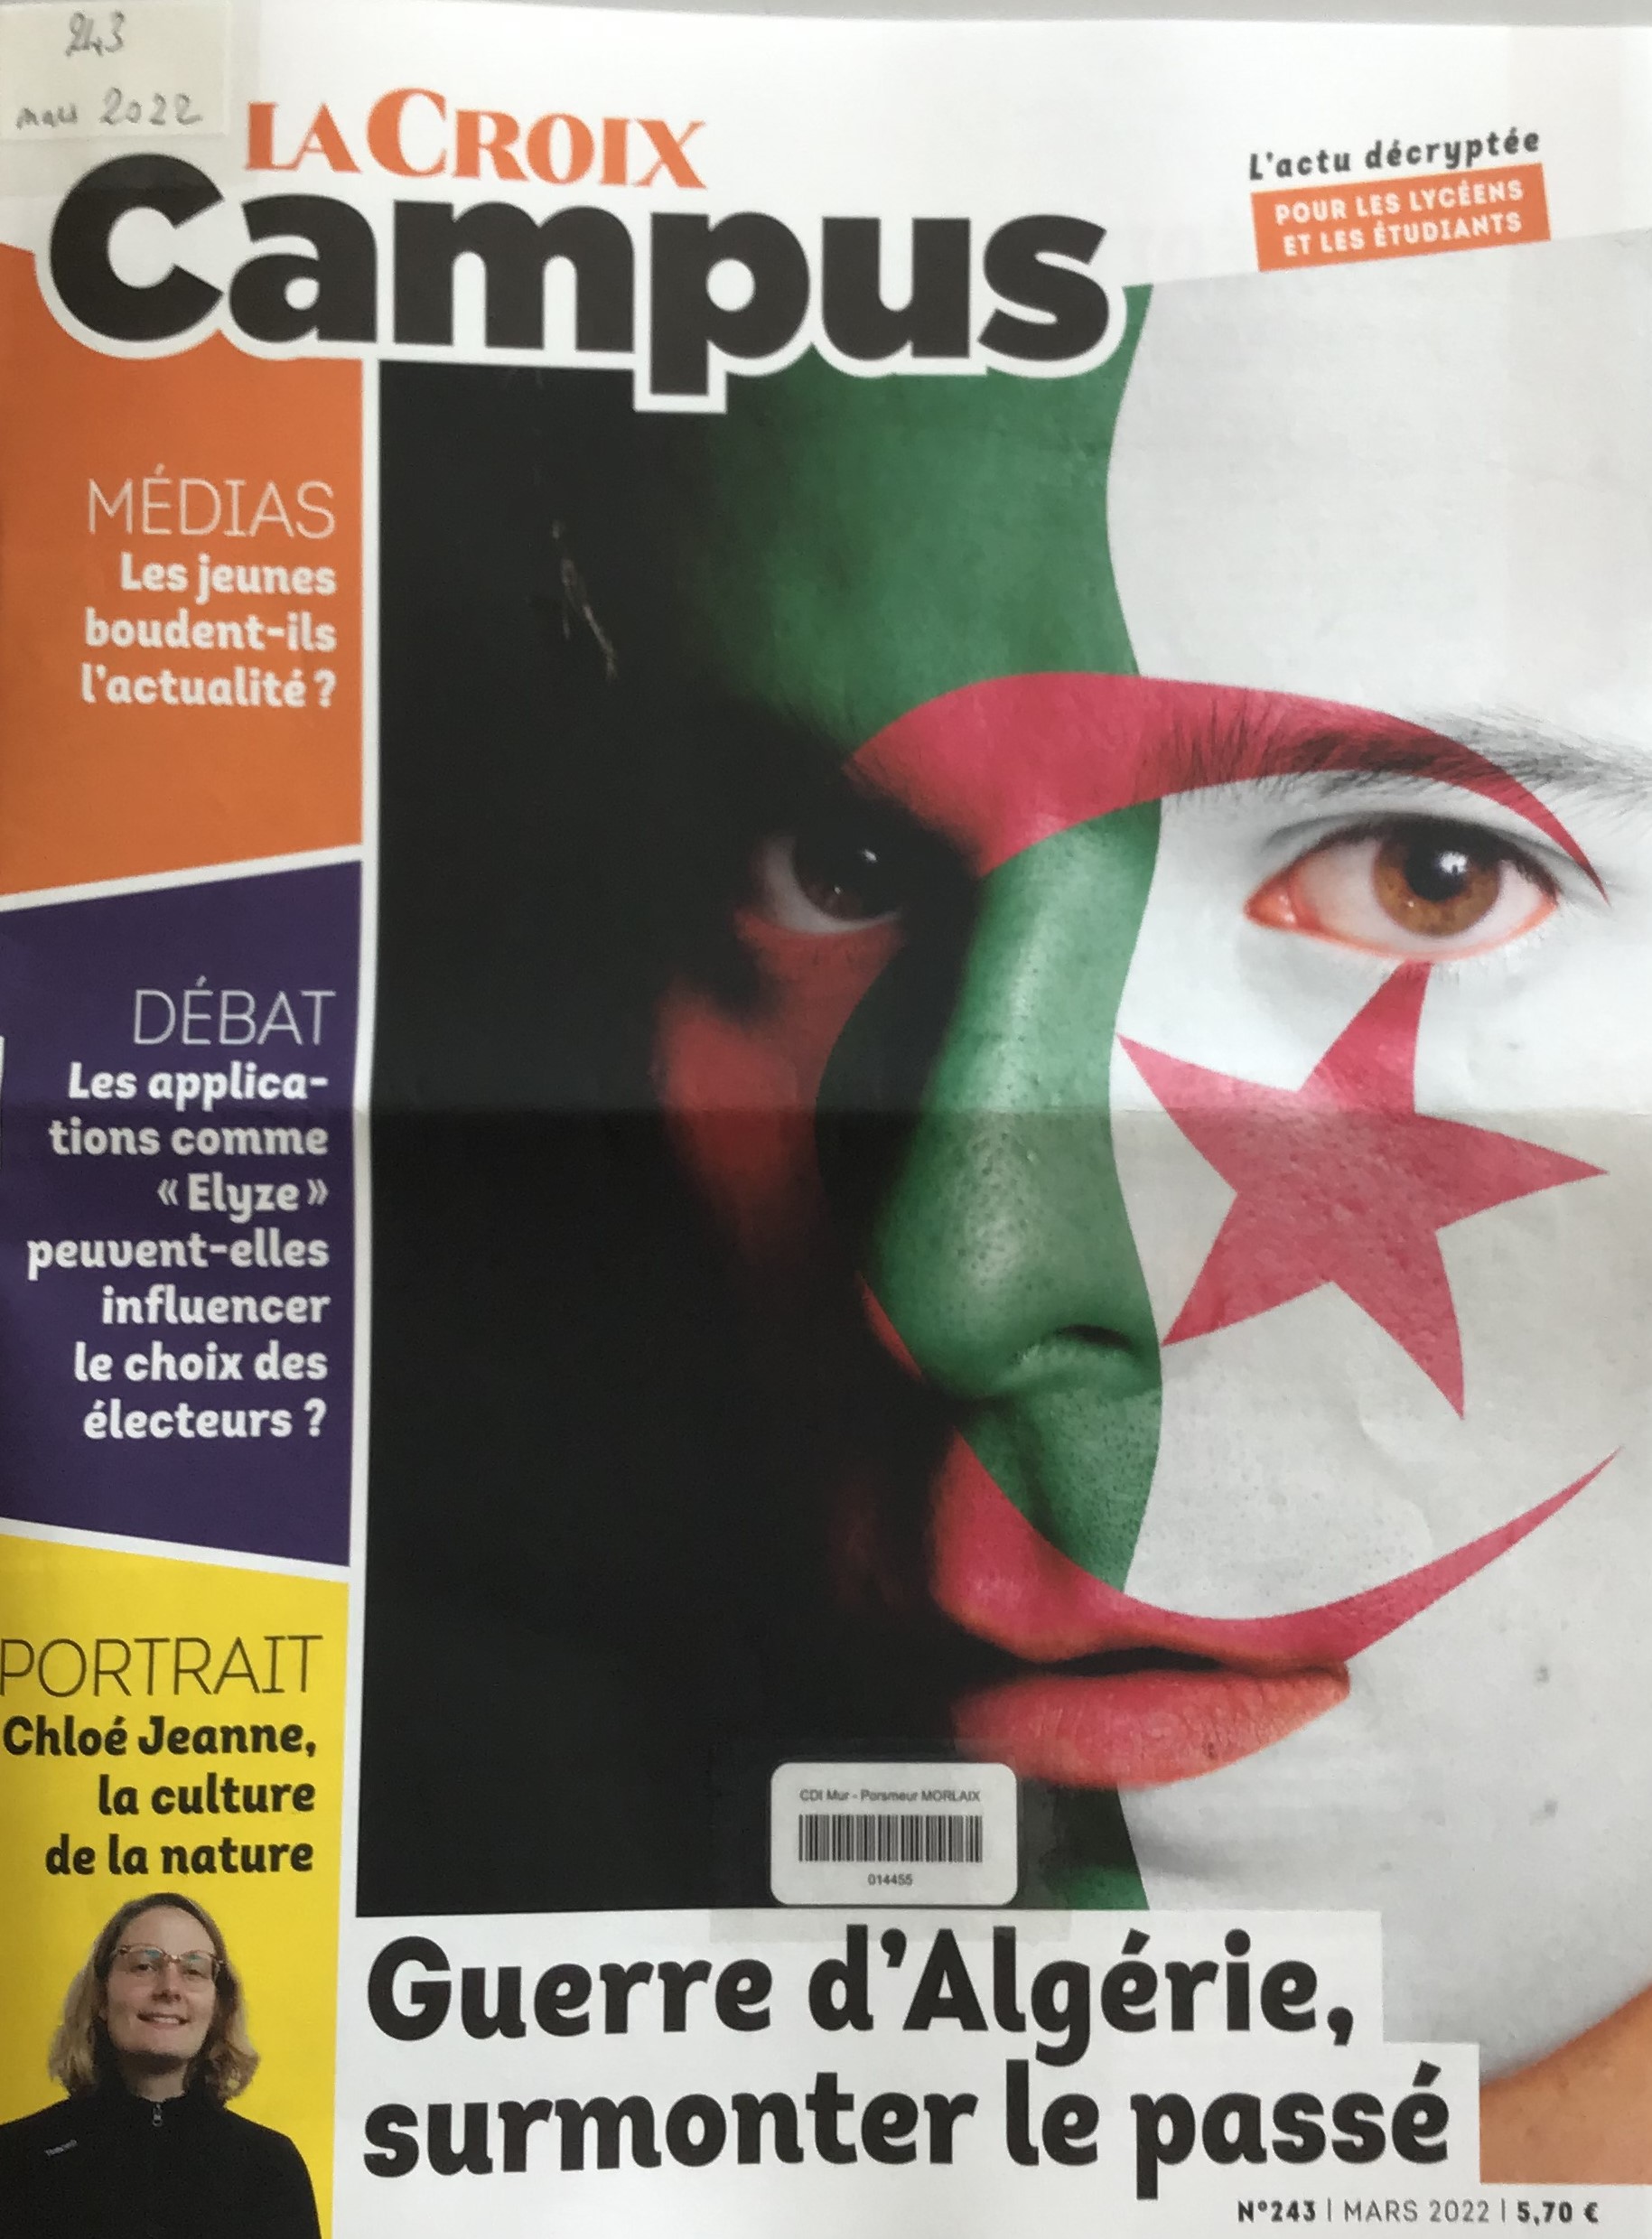 243
mars 2022
LA CROIX
Campus
L'actu décryptée
POUR LES LYCÉENS
ET LES ÉTUDIANTS
MÉDIAS
Les jeunes
boudent-ils
l'actualité ?
DÉBAT
Les applica-
tions comme
« Elyze »
peuvent-elles
influencer
le choix des
électeurs ?
PORTRAIT
Chloé Jeanne,
la culture
de la nature
CDI Mur - Porsmeur MORLAIX
014455
Guerre d'Algérie,
surmonter le passé
N°243 | MARS 2022 | 5,70 €